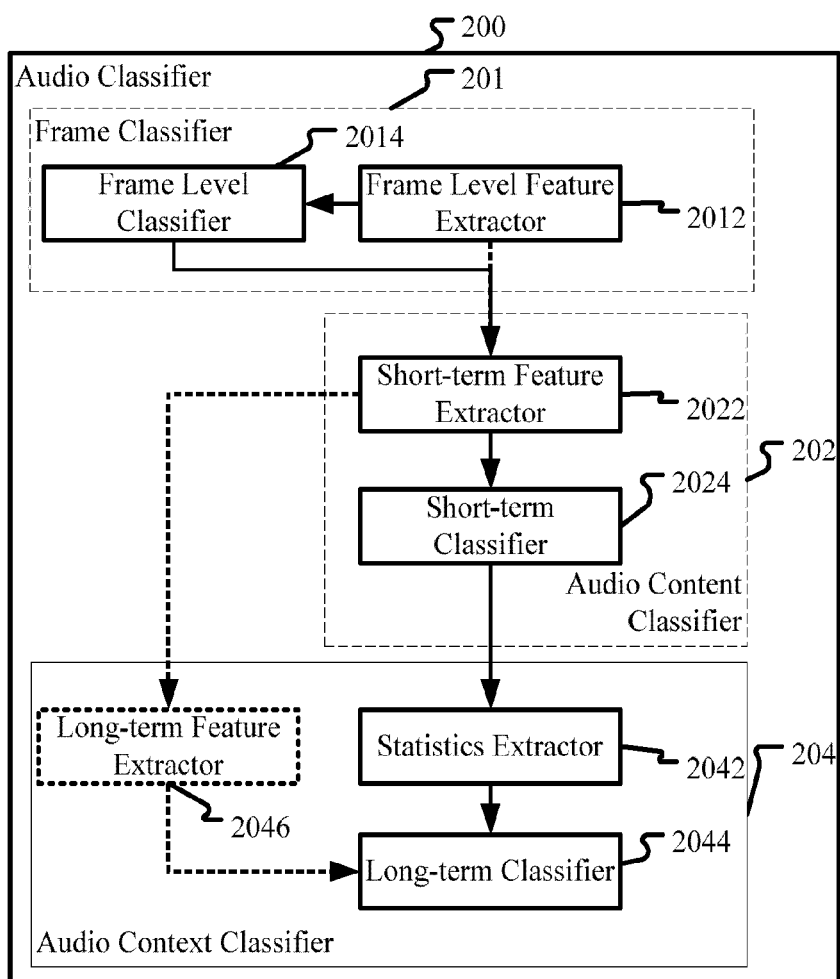 200
Audio Classifier
201
Frame Classifier
2014
Frame Level
Classifier
Frame Level Feature
Extractor
2012
Short-term Feature
Extractor
2022
202
2024
Short-term
Classifier
Audio Content
Classifier
Long-term Feature
Extractor
Statistics Extractor
2042
204
2046
2044
Long-term Classifier
Audio Context Classifier